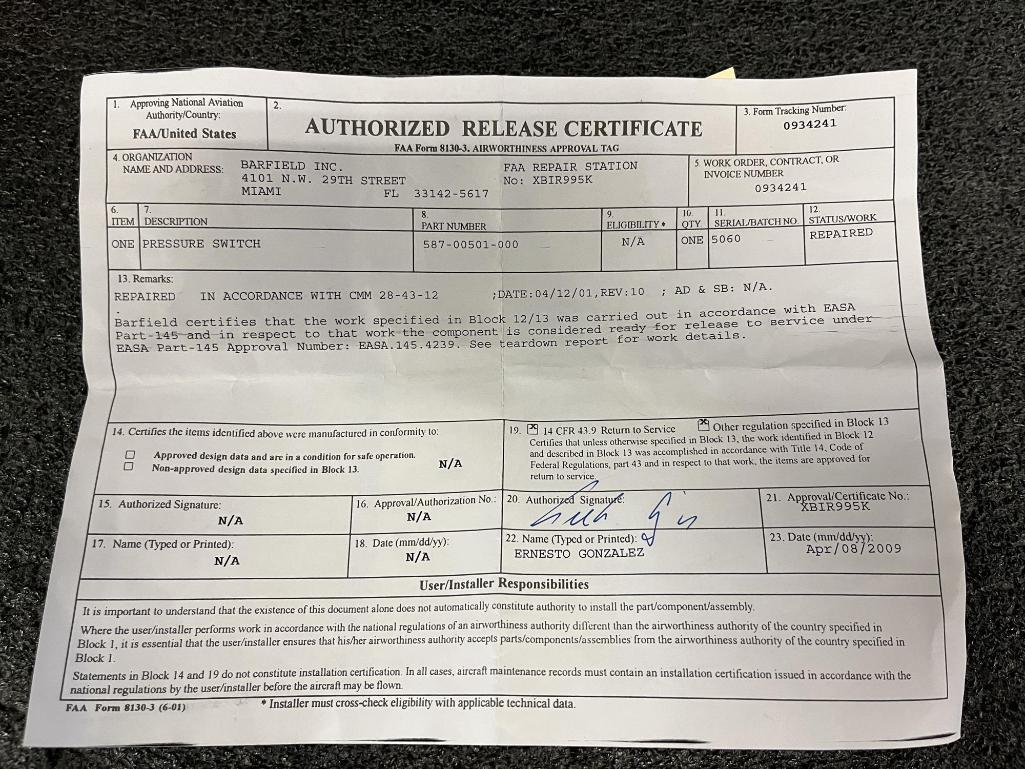 1. Approving National Aviation
Authority/Country:
FAA/United States
2.
AUTHORIZED RELEASE CERTIFICATE
FAA Form 8130-3. AIRWORTHINESS APPROVAL TAG
3. Form Tracking Number:
0934241
4. ORGANIZATION
NAME AND ADDRESS:
BARFIELD INC.
4101 N.W. 29TH STREET
MIAMI FL 33142-5617
FAA REPAIR STATION
No: XBIR995K
5. WORK ORDER, CONTRACT, OR
INVOICE NUMBER
0934241
6.
ITEM
7.
DESCRIPTION
8.
PART NUMBER
9.
ELIGIBILITY *
10.
QTY.
11.
SERIAL/BATCH NO.
12.
STATUS/WORK
ONE
PRESSURE SWITCH
587-00501-000
N/A
ONE
5060
REPAIRED
13. Remarks:
REPAIRED IN ACCORDANCE WITH CMM 28-43-12 ;DATE:04/12/01,REV:10 ; AD & SB: N/A.
.
Barfield certifies that the work specified in Block 12/13 was carried out in accordance with EASA
Part-145 and in respect to that work the component is considered ready for release to service under
EASA Part-145 Approval Number: EASA.145.4239. See teardown report for work details.
14. Certifies the items identified above were manufactured in conformity to:
Approved design data and are in a condition for safe operation.
Non-approved design data specified in Block 13.
N/A
19. 14 CFR 43.9 Return to Service Other regulation specified in Block 13
Certifies that unless otherwise specified in Block 13, the work identified in Block 12
and described in Block 13 was accomplished in accordance with Title 14, Code of
Federal Regulations, part 43 and in respect to that work, the items are approved for
return to service.
15. Authorized Signature:
N/A
16. Approval/Authorization No.:
N/A
20. Authorized Signature:
21. Approval/Certificate No.:
XBIR995K
17. Name (Typed or Printed):
N/A
18. Date (mm/dd/yy):
N/A
22. Name (Typed or Printed):
ERNESTO GONZALEZ
23. Date (mm/dd/yy):
Apr/08/2009
User/Installer Responsibilities
It is important to understand that the existence of this document alone does not automatically constitute authority to install the part/component/assembly.
Where the user/installer performs work in accordance with the national regulations of an airworthiness authority different than the airworthiness authority of the country specified in
Block 1, it is essential that the user/installer ensures that his/her airworthiness authority accepts parts/components/assemblies from the airworthiness authority of the country specified in
Block 1.
Statements in Block 14 and 19 do not constitute installation certification. In all cases, aircraft maintenance records must contain an installation certification issued in accordance with the
national regulations by the user/installer before the aircraft may be flown.
FAA Form 8130-3 (6-01)
* Installer must cross-check eligibility with applicable technical data.